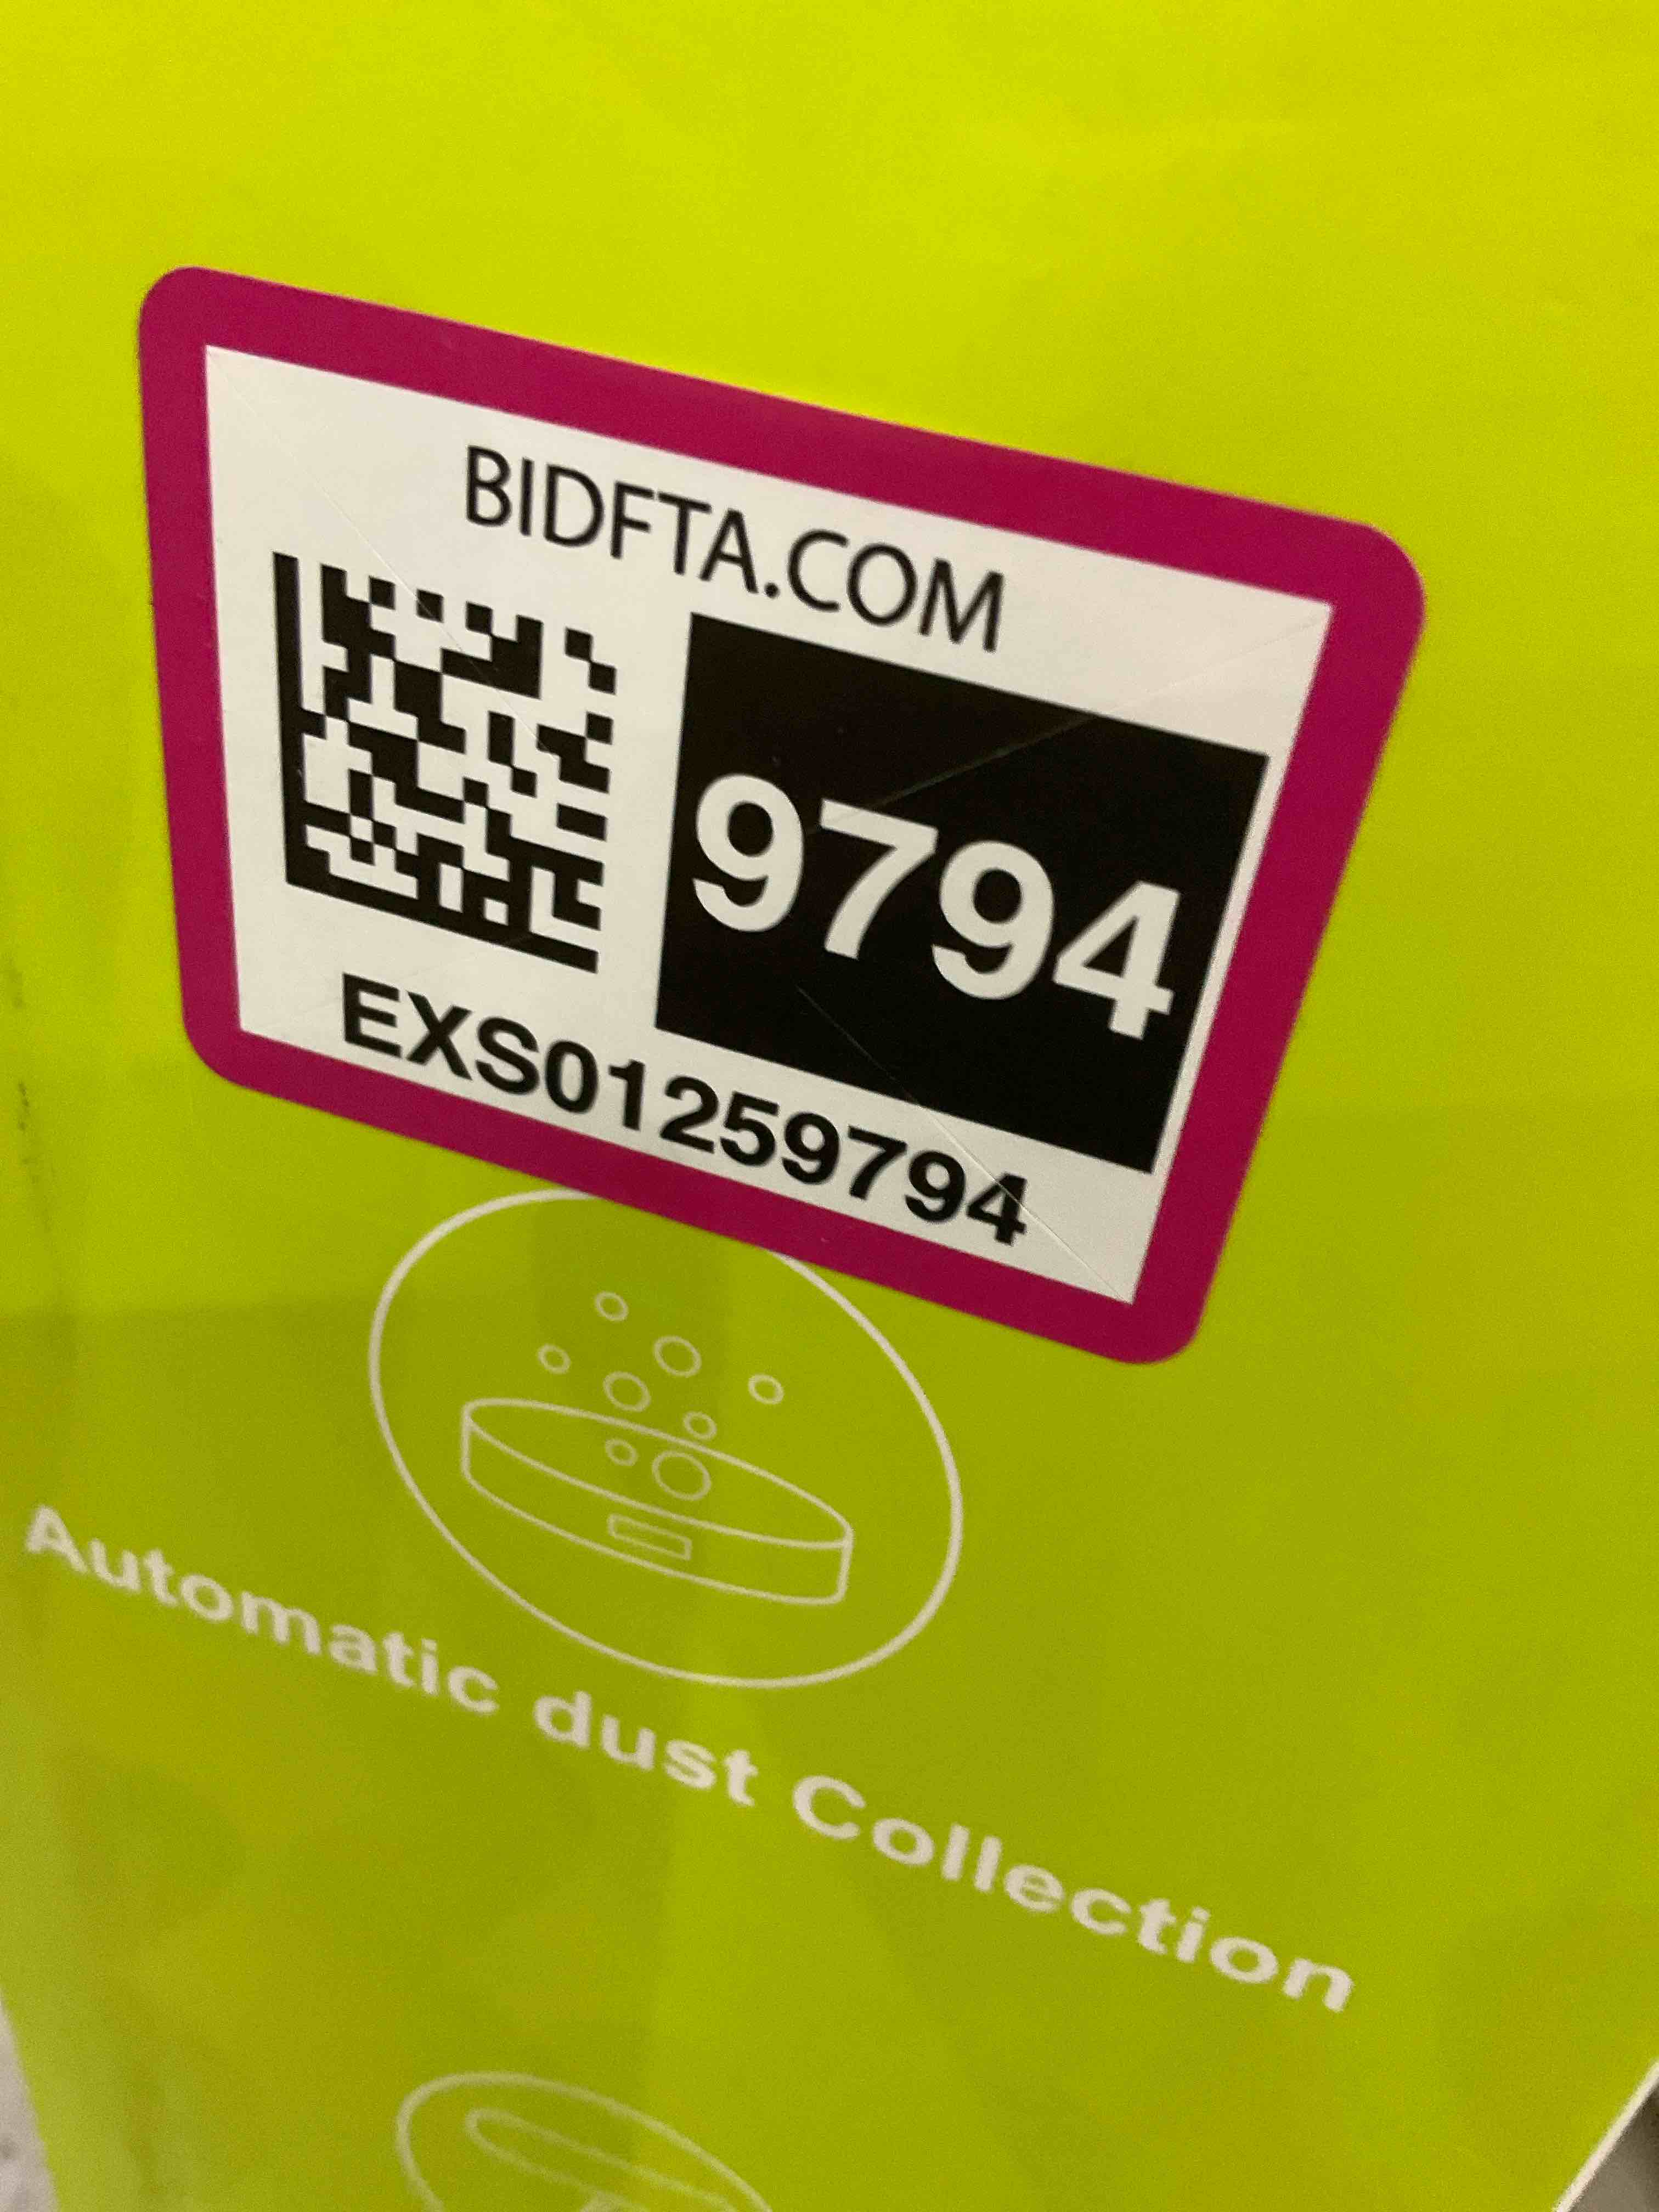 BIDFTA.COM
9794
EXS01259794
Automatic dust Collection